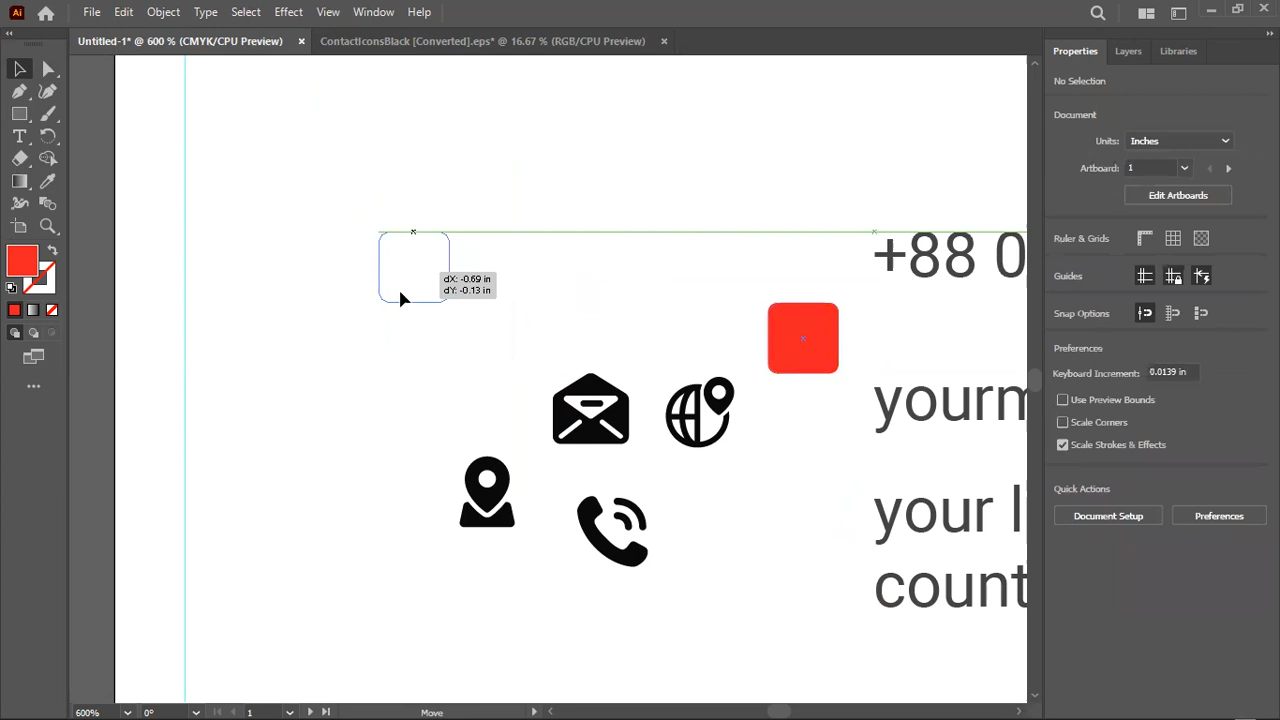 Ai File Edit Object Type Select Effect View Window Help
Untitled-1* @ 600 % (CMYK/CPU Preview) × ContactIconsBlack [Converted].eps* @ 16.67 % (RGB/CPU Preview) ×
Properties Layers Libraries
No Selection
Document
Units: Inches
Artboard: 1
Edit Artboards
Ruler & Grids
Guides
Snap Options
Preferences
Keyboard Increment: 0.0139 in
Use Preview Bounds
Scale Corners
Scale Strokes & Effects
Quick Actions
Document Setup Preferences
+88 0
dX: -0.69 in
dY: -0.13 in
yourm
your l
count
600% 0° 1 Move